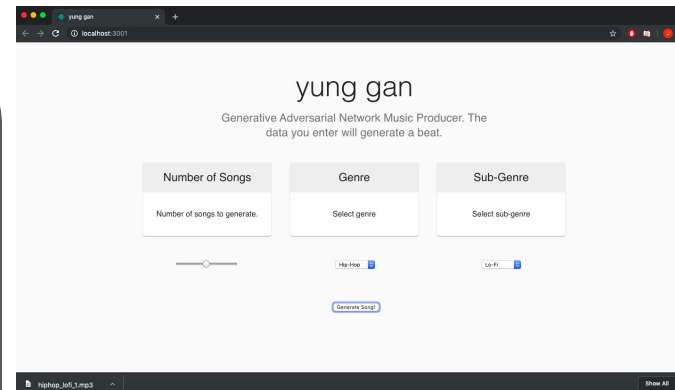 yung gan
localhost:3001
yung gan
Generative Adversarial Network Music Producer. The
data you enter will generate a beat.
Number of Songs
Genre
Sub-Genre
Number of songs to generate.
Select genre
Select sub-genre
Hip-Hop
Lo-Fi
Generate Song!
hiphop_lofi_1.mp3
Show All